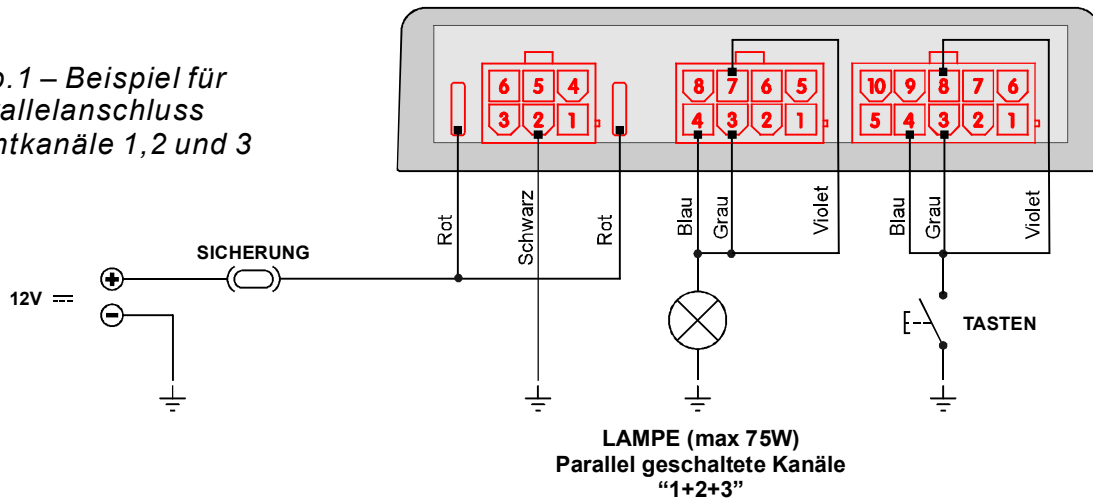 .1 – Beispiel für
allelanschluss
ntkanäle 1,2 und 3
6 5 4
3 2 1
8 7 6 5
4 3 2 1
10 9 8 7 6
5 4 3 2 1
Rot
Schwarz
Rot
Blau
Grau
Violet
Blau
Grau
Violet
SICHERUNG
12V
TASTEN
LAMPE (max 75W)
Parallel geschaltete Kanäle
“1+2+3”